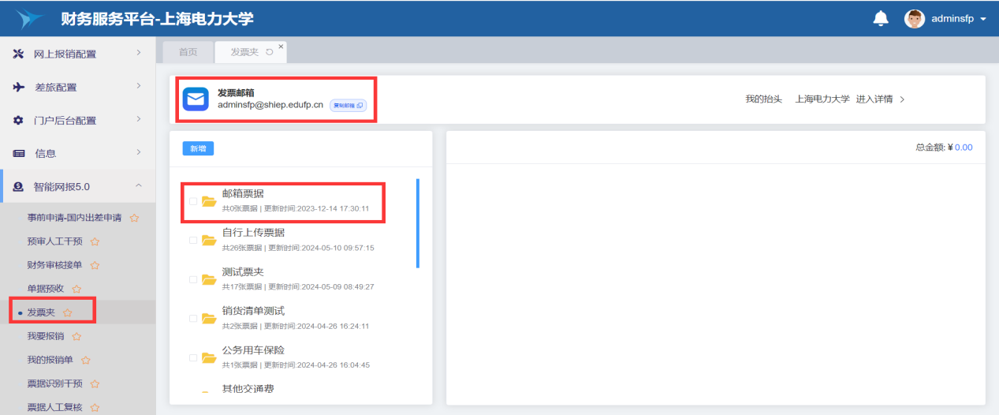 财务服务平台-上海电力大学
adminsfp
网上报销配置
差旅配置
门户后台配置
信息
智能网报5.0
事前申请-国内出差申请
预审人工干预
财务审核接单
单据预收
发票夹
我要报销
我的报销单
票据识别干预
票据人工复核
首页
发票夹
发票邮箱
adminsfp@shiep.edufp.cn 复制邮箱
我的抬头 上海电力大学 进入详情
新增
总金额:¥0.00
邮箱票据
共0张票据 | 更新时间:2023-12-14 17:30:11
自行上传票据
共26张票据 | 更新时间:2024-05-10 09:57:15
测试票夹
共17张票据 | 更新时间:2024-05-09 08:49:27
销货清单测试
共2张票据 | 更新时间:2024-04-26 16:24:11
公务用车保险
共1张票据 | 更新时间:2024-04-26 16:04:45
其他交通费